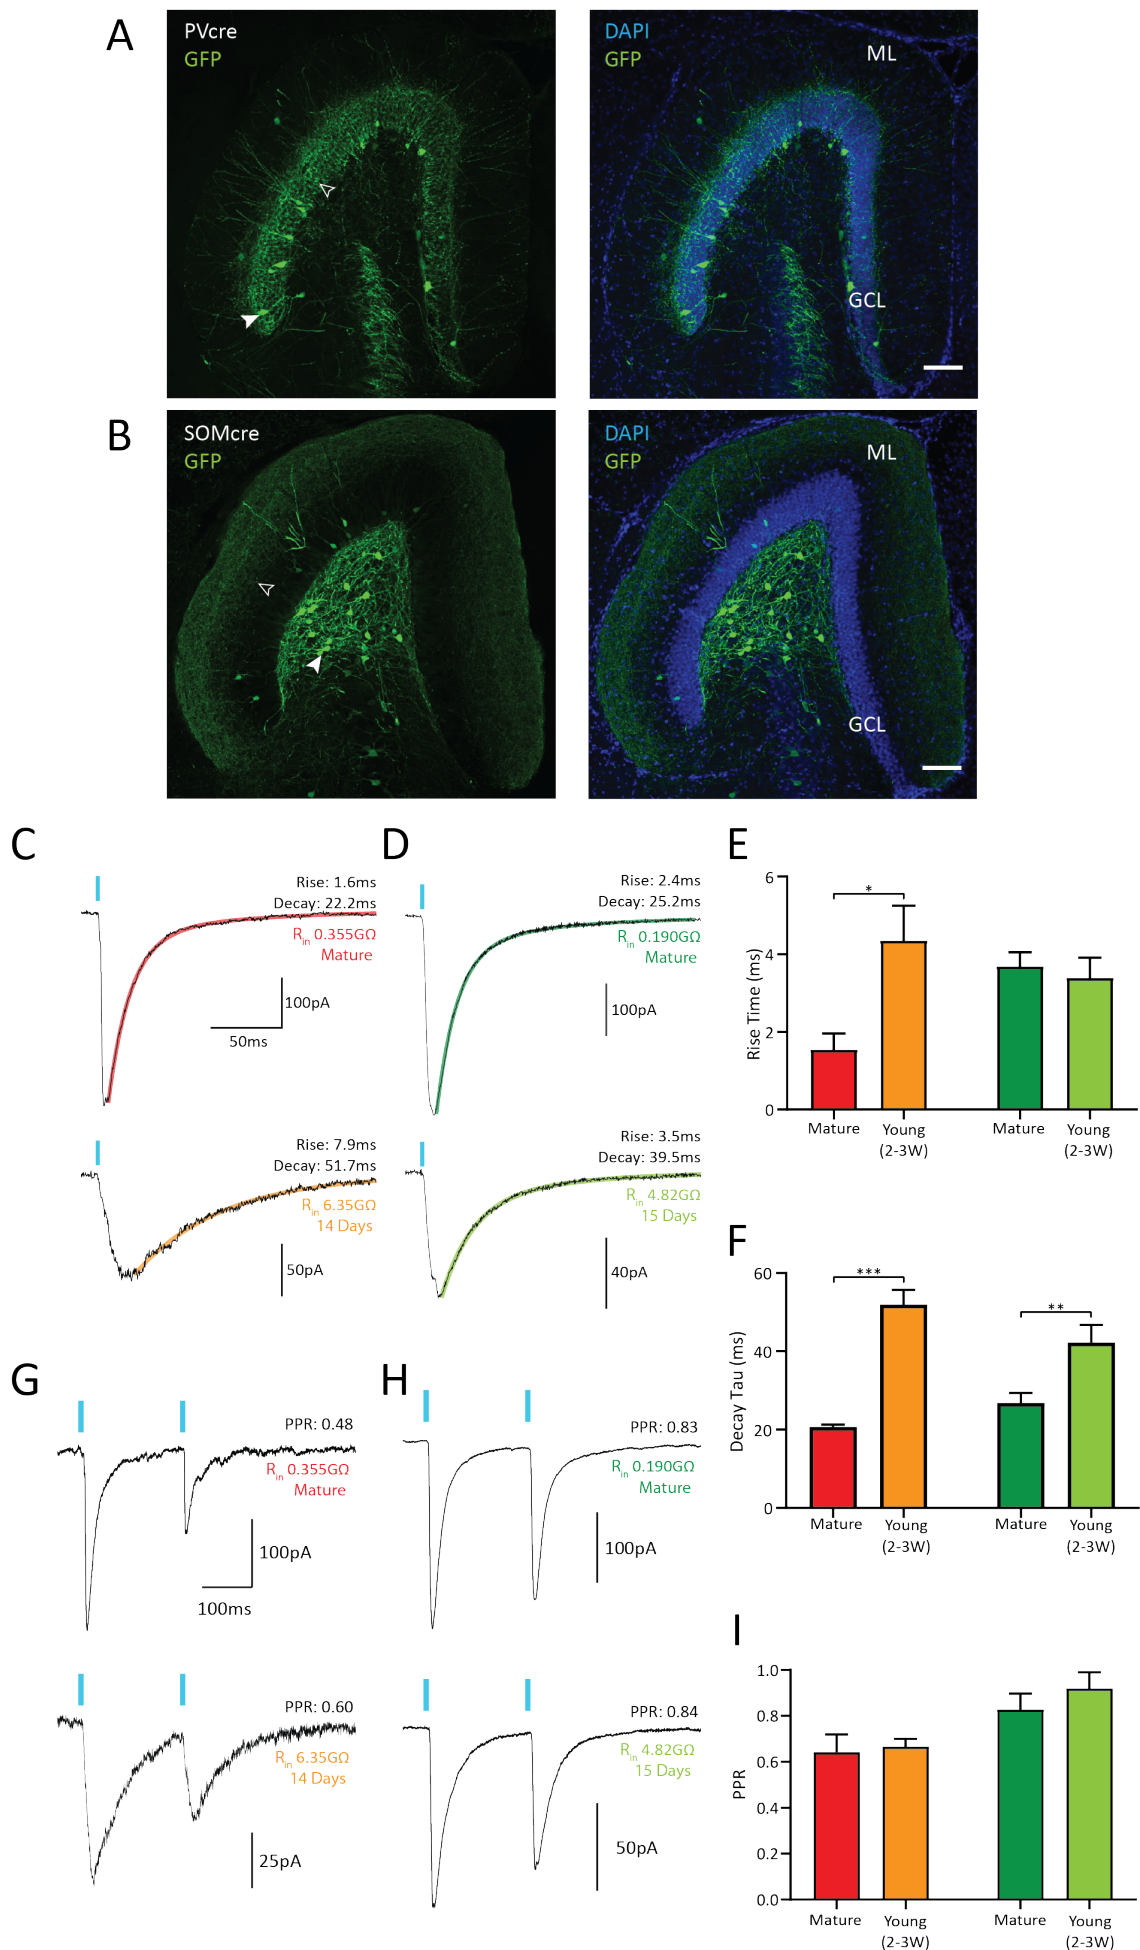 A
PVcre
GFP
DAPI
GFP
ML
GCL
B
SOMcre
GFP
DAPI
GFP
ML
GCL
C
Rise: 1.6ms
Decay: 22.2ms
Rin 0.355GΩ
Mature
100pA
50ms
Rise: 7.9ms
Decay: 51.7ms
Rin 6.35GΩ
14 Days
50pA
D
Rise: 2.4ms
Decay: 25.2ms
Rin 0.190GΩ
Mature
100pA
Rise: 3.5ms
Decay: 39.5ms
Rin 4.82GΩ
15 Days
40pA
E
Rise Time (ms)
6
4
2
0
*
Mature
Young
(2-3W)
Mature
Young
(2-3W)
F
Decay Tau (ms)
60
40
20
0
***
**
Mature
Young
(2-3W)
Mature
Young
(2-3W)
G
PPR: 0.48
Rin 0.355GΩ
Mature
100pA
100ms
PPR: 0.60
Rin 6.35GΩ
14 Days
25pA
H
PPR: 0.83
Rin 0.190GΩ
Mature
100pA
PPR: 0.84
Rin 4.82GΩ
15 Days
50pA
I
PPR
1.0
0.8
0.6
0.4
0.2
0.0
Mature
Young
(2-3W)
Mature
Young
(2-3W)